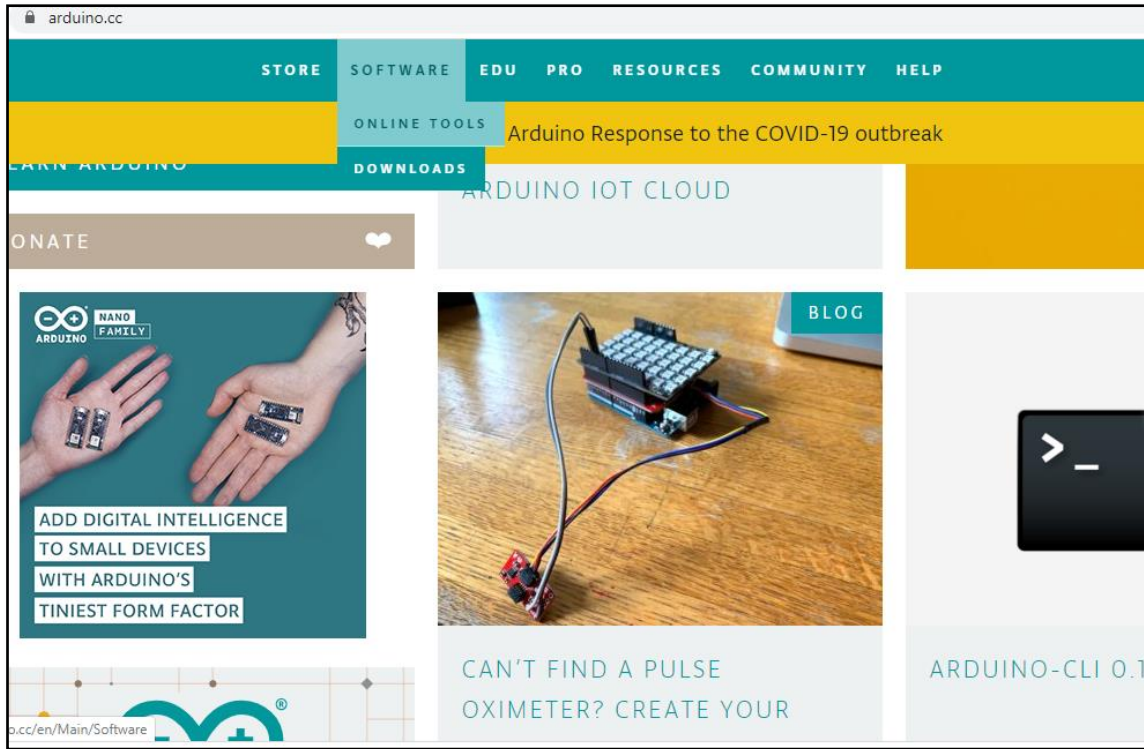 arduino.cc
STORE SOFTWARE EDU PRO RESOURCES COMMUNITY HELP
ONLINE TOOLS
Arduino Response to the COVID-19 outbreak
DOWNLOADS
ARDUINO
ARDUINO IOT CLOUD
ONATE
ARDUINO
NANO
FAMILY
ADD DIGITAL INTELLIGENCE
TO SMALL DEVICES
WITH ARDUINO'S
TINIEST FORM FACTOR
BLOG
>_
CAN'T FIND A PULSE
OXIMETER? CREATE YOUR
ARDUINO-CLI 0.1
®
o.cc/en/Main/Software